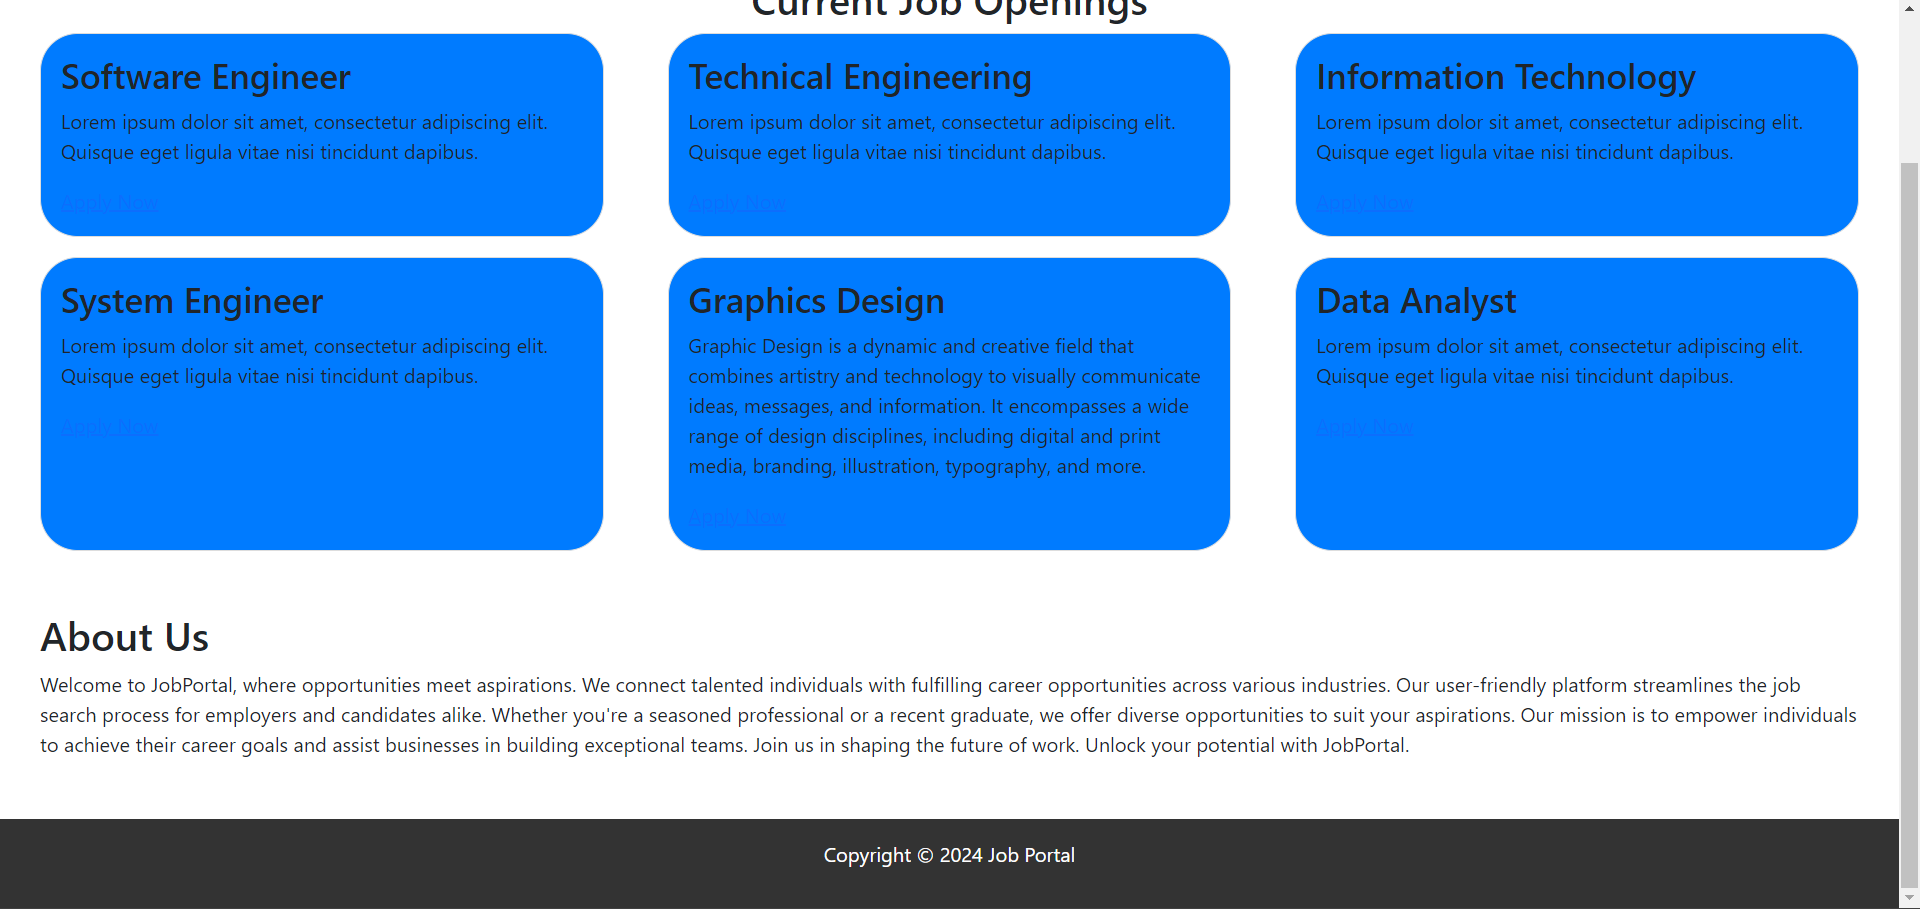 Current Job Openings
Software Engineer
Lorem ipsum dolor sit amet, consectetur adipiscing elit.
Quisque eget ligula vitae nisi tincidunt dapibus.
Apply Now
Technical Engineering
Lorem ipsum dolor sit amet, consectetur adipiscing elit.
Quisque eget ligula vitae nisi tincidunt dapibus.
Apply Now
Information Technology
Lorem ipsum dolor sit amet, consectetur adipiscing elit.
Quisque eget ligula vitae nisi tincidunt dapibus.
Apply Now
System Engineer
Lorem ipsum dolor sit amet, consectetur adipiscing elit.
Quisque eget ligula vitae nisi tincidunt dapibus.
Apply Now
Graphics Design
Graphic Design is a dynamic and creative field that
combines artistry and technology to visually communicate
ideas, messages, and information. It encompasses a wide
range of design disciplines, including digital and print
media, branding, illustration, typography, and more.
Apply Now
Data Analyst
Lorem ipsum dolor sit amet, consectetur adipiscing elit.
Quisque eget ligula vitae nisi tincidunt dapibus.
Apply Now
About Us
Welcome to JobPortal, where opportunities meet aspirations. We connect talented individuals with fulfilling career opportunities across various industries. Our user-friendly platform streamlines the job
search process for employers and candidates alike. Whether you're a seasoned professional or a recent graduate, we offer diverse opportunities to suit your aspirations. Our mission is to empower individuals
to achieve their career goals and assist businesses in building exceptional teams. Join us in shaping the future of work. Unlock your potential with JobPortal.
Copyright © 2024 Job Portal